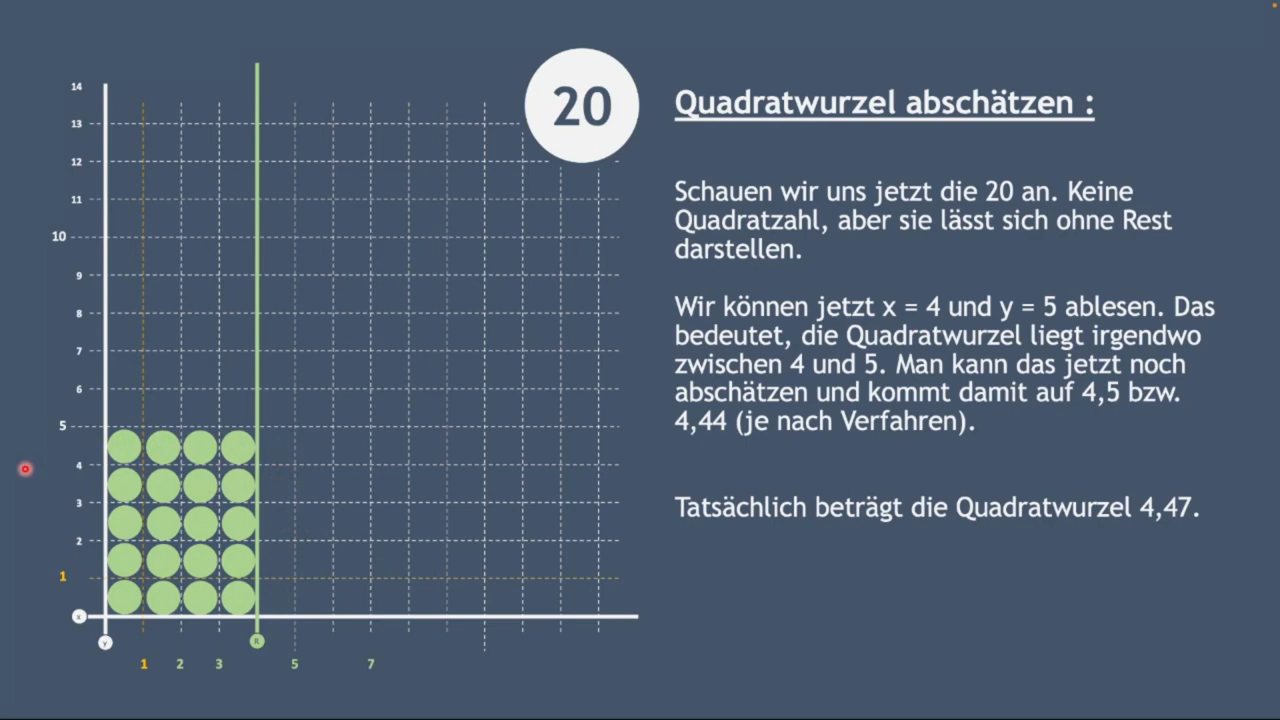 20
Quadratwurzel abschätzen :
Schauen wir uns jetzt die 20 an. Keine
Quadratzahl, aber sie lässt sich ohne Rest
darstellen.
Wir können jetzt x = 4 und y = 5 ablesen. Das
bedeutet, die Quadratwurzel liegt irgendwo
zwischen 4 und 5. Man kann das jetzt noch
abschätzen und kommt damit auf 4,5 bzw.
4,44 (je nach Verfahren).
Tatsächlich beträgt die Quadratwurzel 4,47.
14
13
12
11
10
9
8
7
6
5
4
3
2
1
x
y
R
1 2 3 5 7